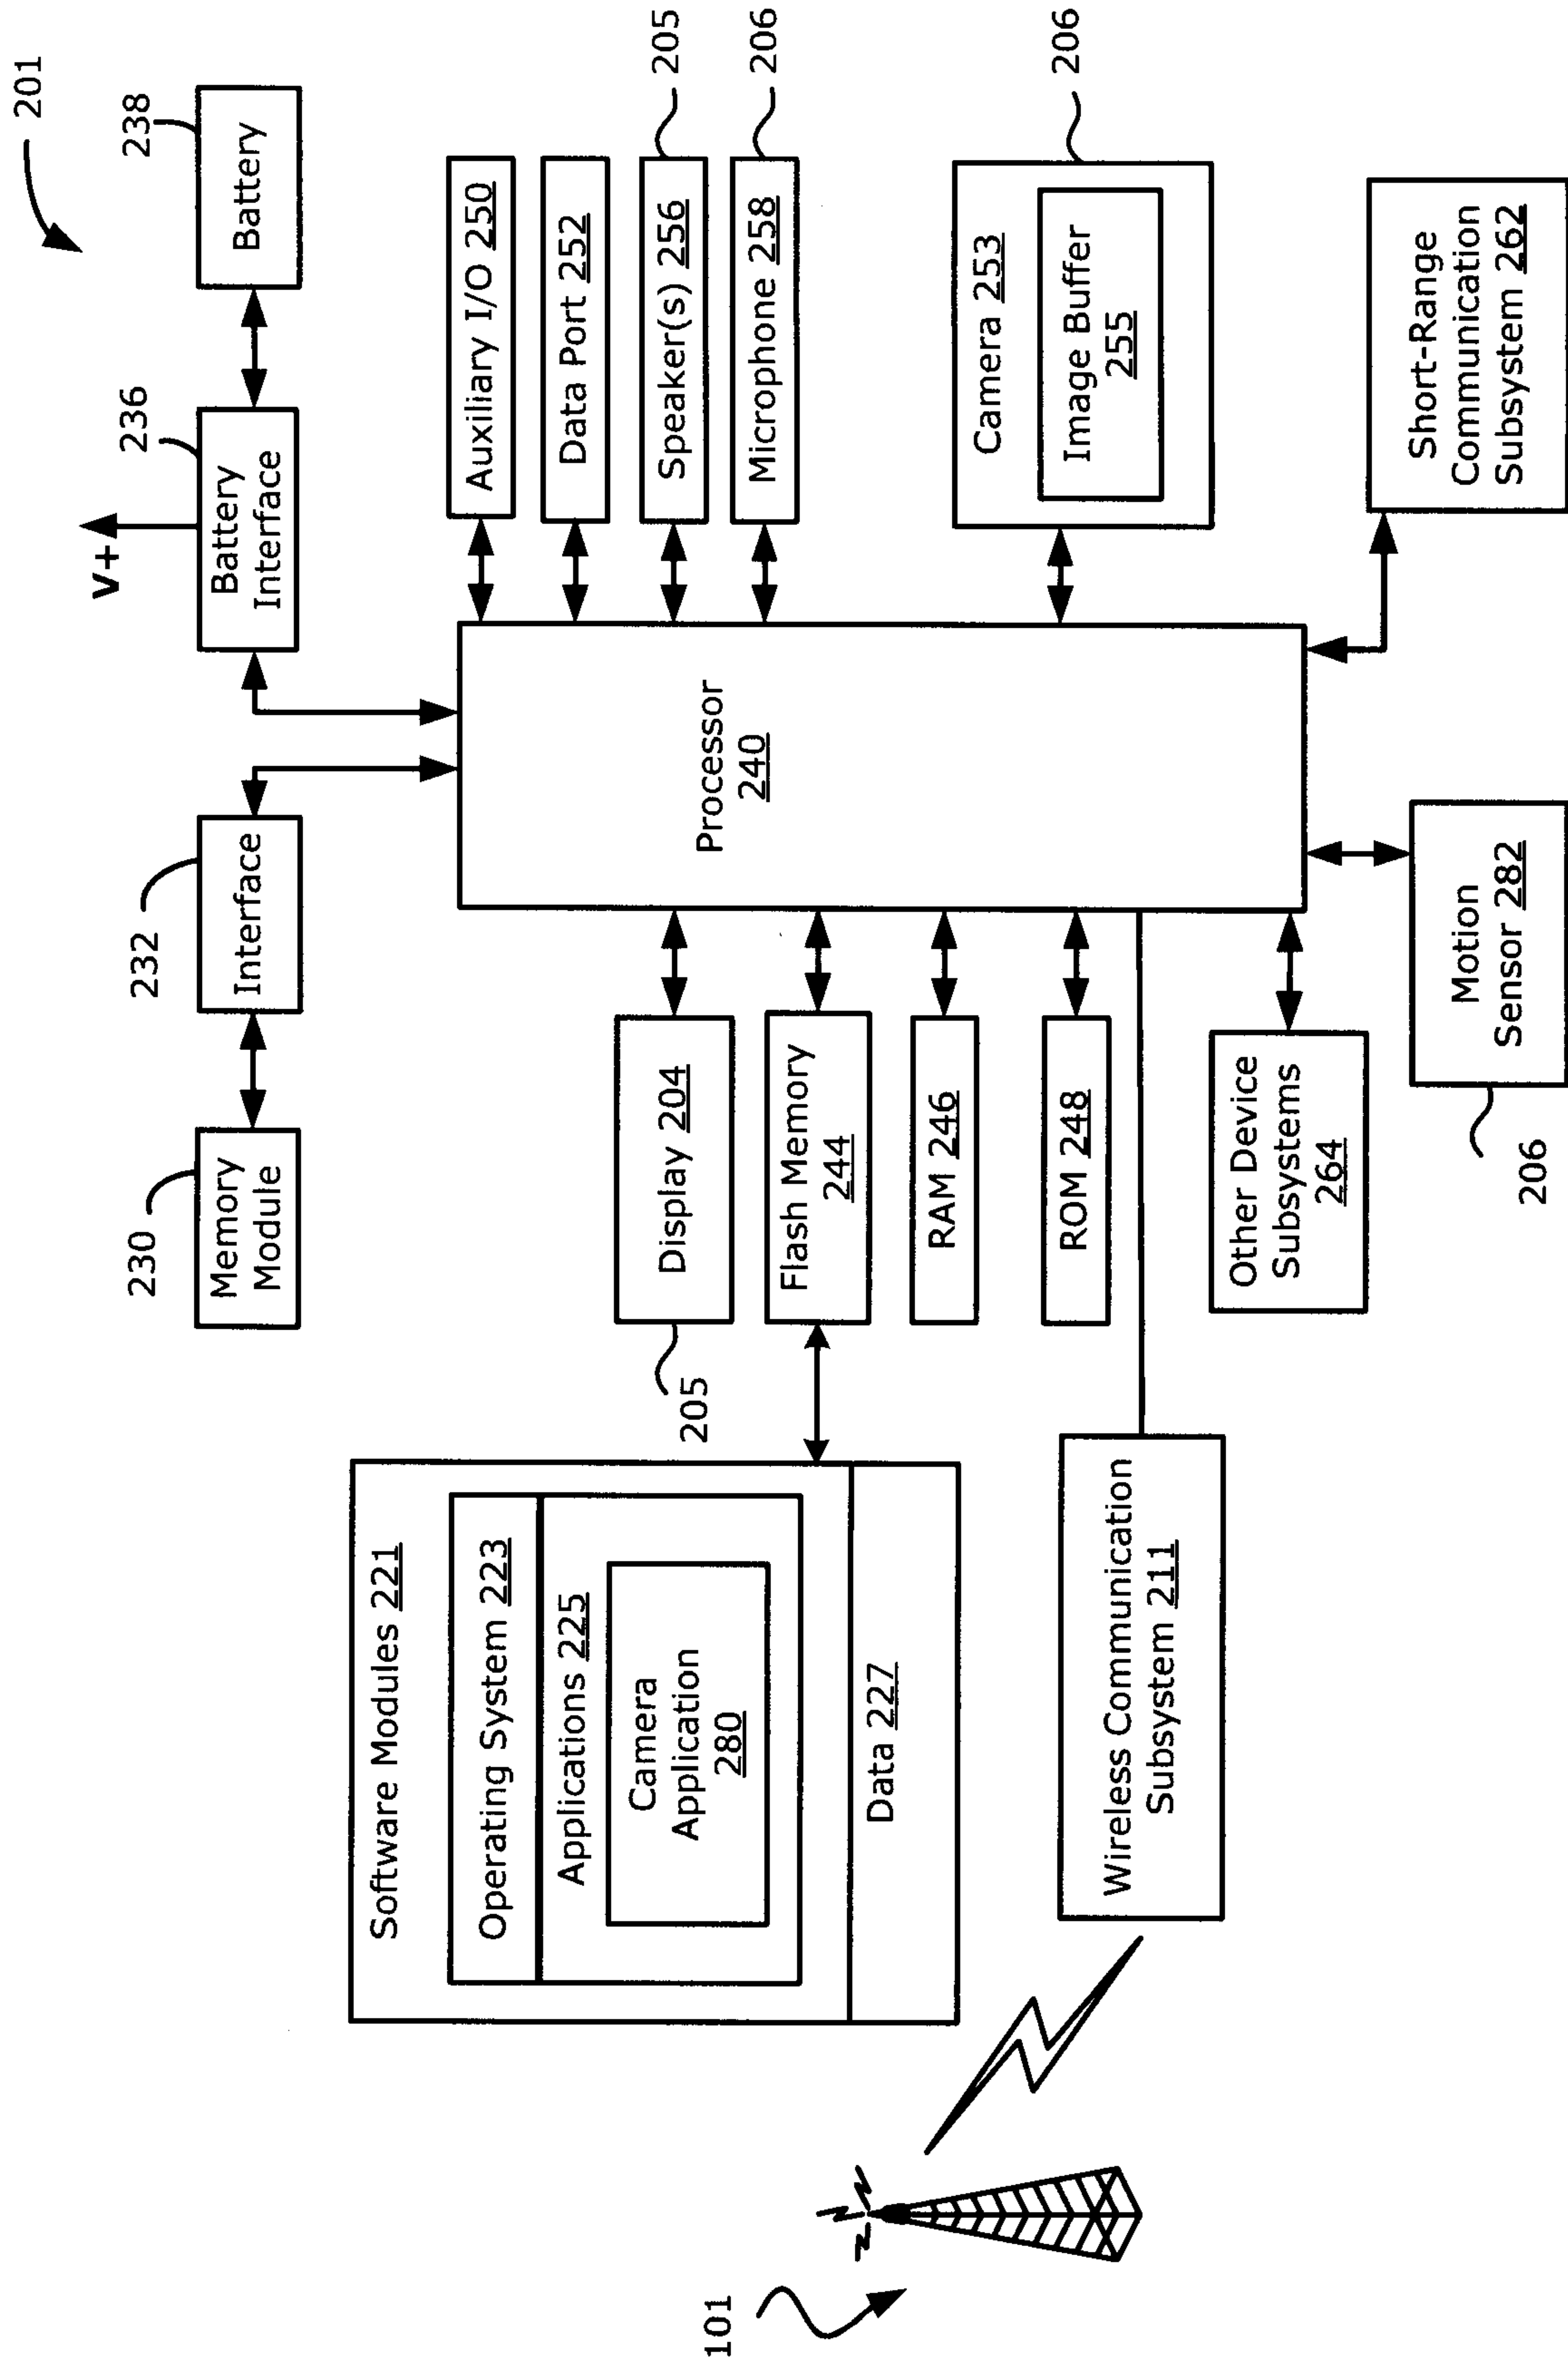 201
230
Memory
Module
232
Interface
V+
236
Battery
Interface
238
Battery
Software Modules 221
Operating System 223
Applications 225
Camera
Application
280
Data 227
205
Display 204
Flash Memory
244
RAM 246
ROM 248
Processor
240
Auxiliary I/O 250
Data Port 252
Speaker(s) 256
205
Microphone 258
206
Camera 253
Image Buffer
255
206
101
Wireless Communication
Subsystem 211
Other Device
Subsystems
264
Motion
Sensor 282
206
Short-Range
Communication
Subsystem 262